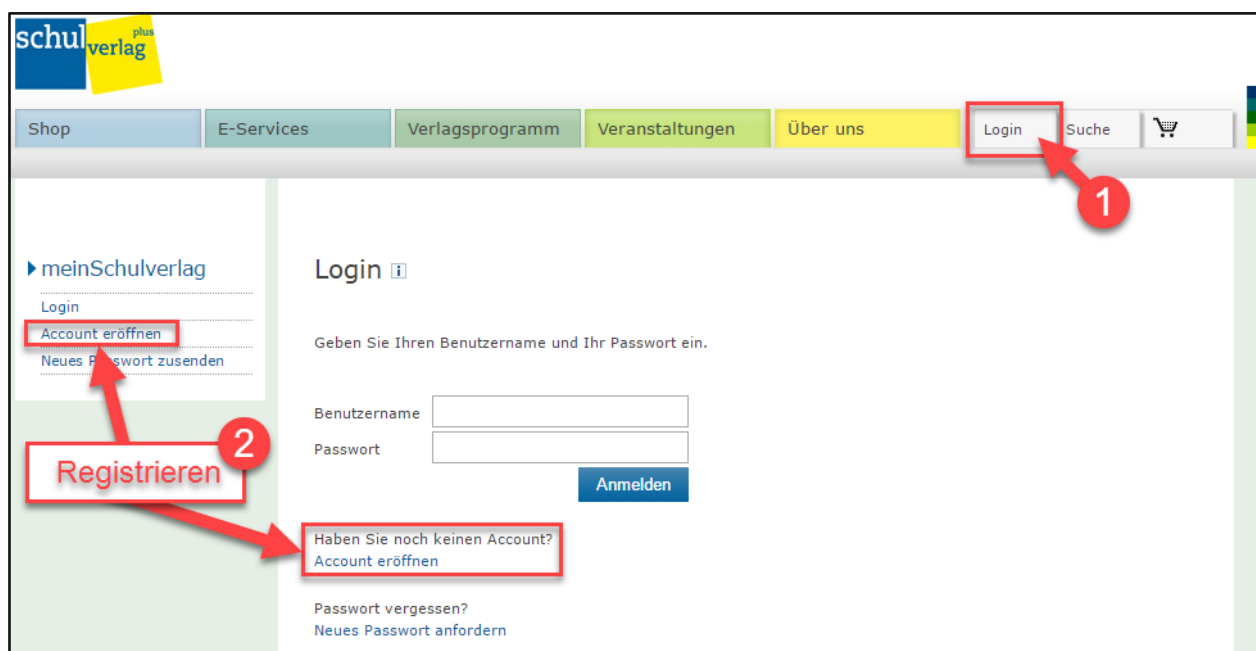 schul plus
verlag
Shop E-Services Verlagsprogramm Veranstaltungen Über uns Login Suche
1
meinSchulverlag
Login
Account eröffnen
Neues Passwort zusenden
2
Registrieren
Login i
Geben Sie Ihren Benutzername und Ihr Passwort ein.
Benutzername
Passwort
Anmelden
Haben Sie noch keinen Account?
Account eröffnen
Passwort vergessen?
Neues Passwort anfordern